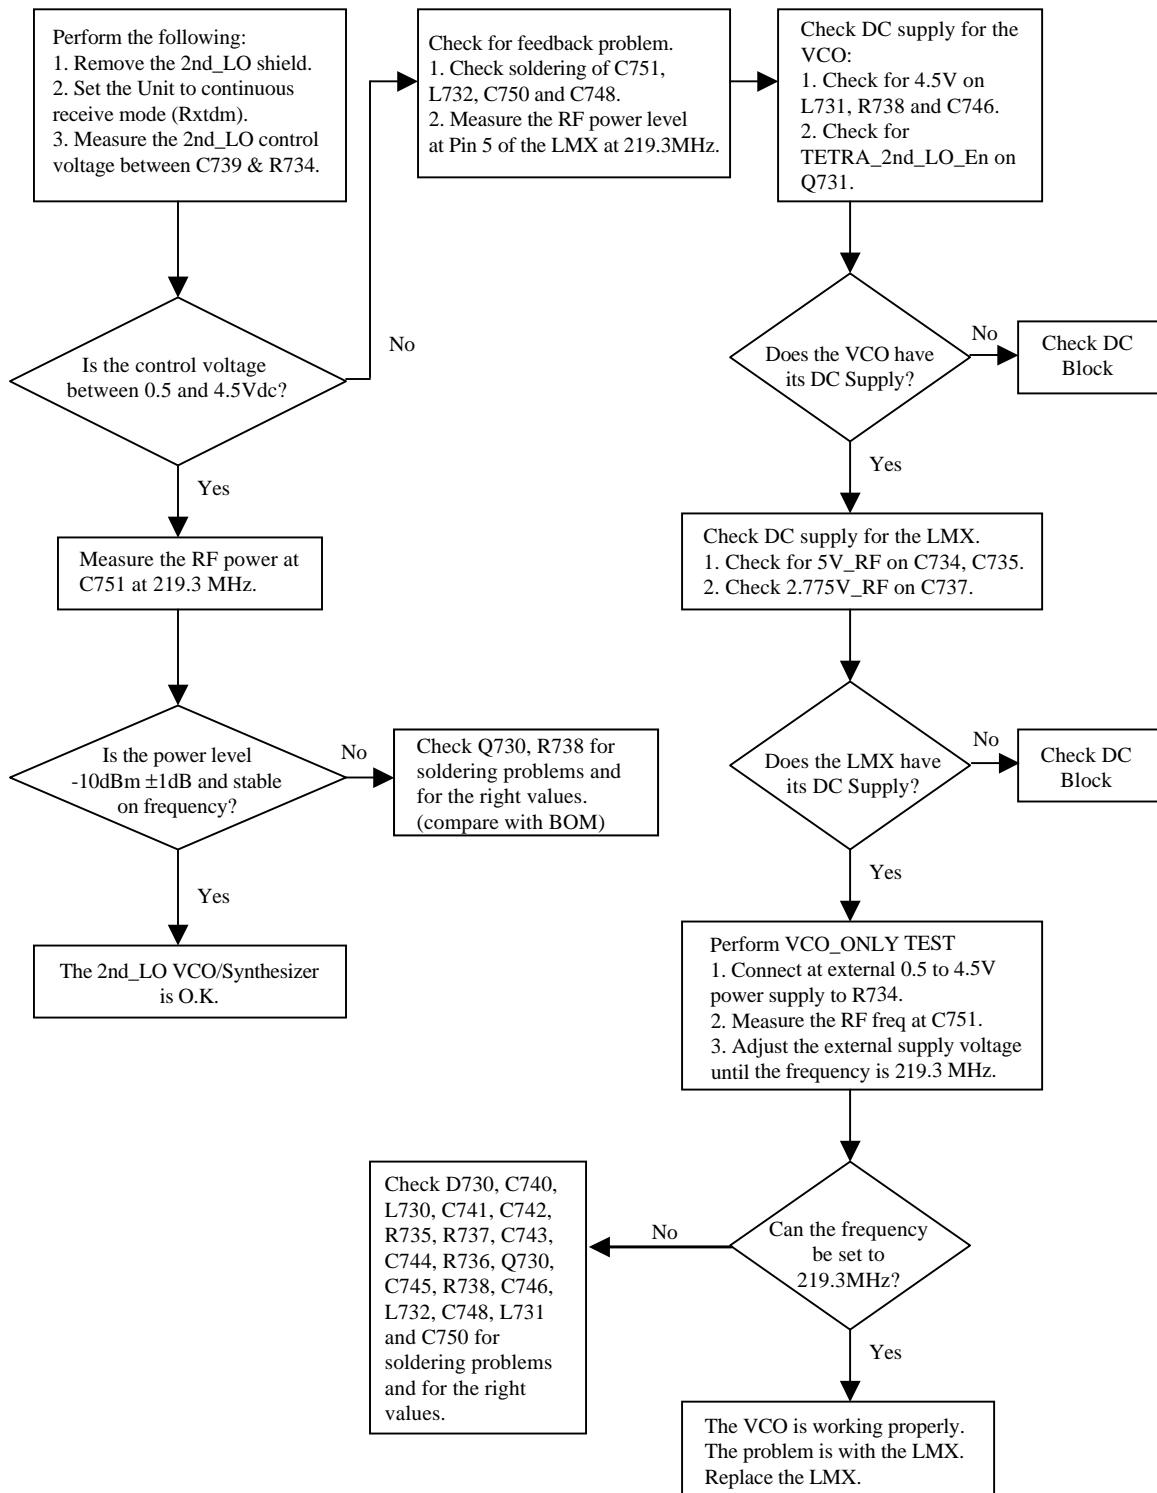 Perform the following:
1. Remove the 2nd_LO shield.
2. Set the Unit to continuous
receive mode (Rxtdm).
3. Measure the 2nd_LO control
voltage between C739 & R734.
Is the control voltage
between 0.5 and 4.5Vdc?
No
Yes
Measure the RF power at
C751 at 219.3 MHz.
Is the power level
-10dBm ±1dB and stable
on frequency?
No
Check Q730, R738 for
soldering problems and
for the right values.
(compare with BOM)
Yes
The 2nd_LO VCO/Synthesizer
is O.K.
Check for feedback problem.
1. Check soldering of C751,
L732, C750 and C748.
2. Measure the RF power level
at Pin 5 of the LMX at 219.3MHz.
Check DC supply for the
VCO:
1. Check for 4.5V on
L731, R738 and C746.
2. Check for
TETRA_2nd_LO_En on
Q731.
Does the VCO have
its DC Supply?
No
Check DC
Block
Yes
Check DC supply for the LMX.
1. Check for 5V_RF on C734, C735.
2. Check 2.775V_RF on C737.
Does the LMX have
its DC Supply?
No
Check DC
Block
Yes
Perform VCO_ONLY TEST
1. Connect at external 0.5 to 4.5V
power supply to R734.
2. Measure the RF freq at C751.
3. Adjust the external supply voltage
until the frequency is 219.3 MHz.
Can the frequency
be set to
219.3MHz?
No
Check D730, C740,
L730, C741, C742,
R735, R737, C743,
C744, R736, Q730,
C745, R738, C746,
L732, C748, L731
and C750 for
soldering problems
and for the right
values.
Yes
The VCO is working properly.
The problem is with the LMX.
Replace the LMX.